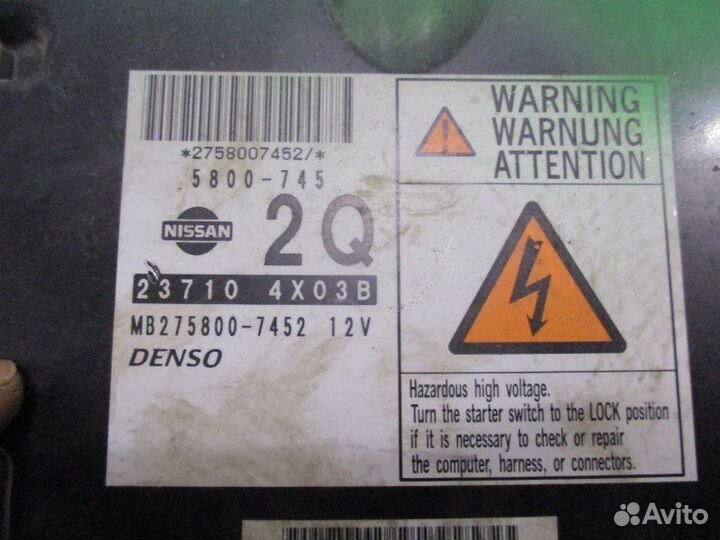 *2758007452/*
5800-745
NISSAN
2Q
23710 4X03B
MB275800-7452 12V
DENSO
WARNING
WARNUNG
ATTENTION
Hazardous high voltage.
Turn the starter switch to the LOCK position
if it is necessary to check or repair
the computer, harness, or connectors.
Avito